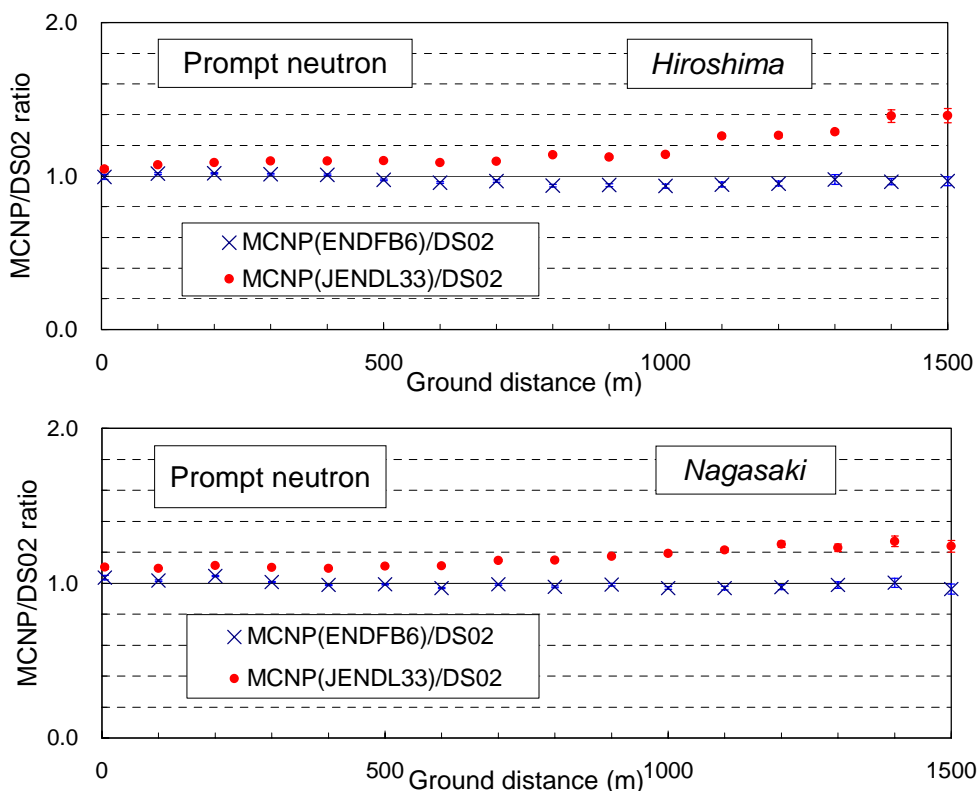 2.0
Prompt neutron
Hiroshima
MCNP/DS02 ratio
1.0
MCNP(ENDFB6)/DS02
MCNP(JENDL33)/DS02
0.0
0 500 1000 1500
Ground distance (m)
2.0
Prompt neutron
Nagasaki
MCNP/DS02 ratio
1.0
MCNP(ENDFB6)/DS02
MCNP(JENDL33)/DS02
0.0
0 500 1000 1500
Ground distance (m)